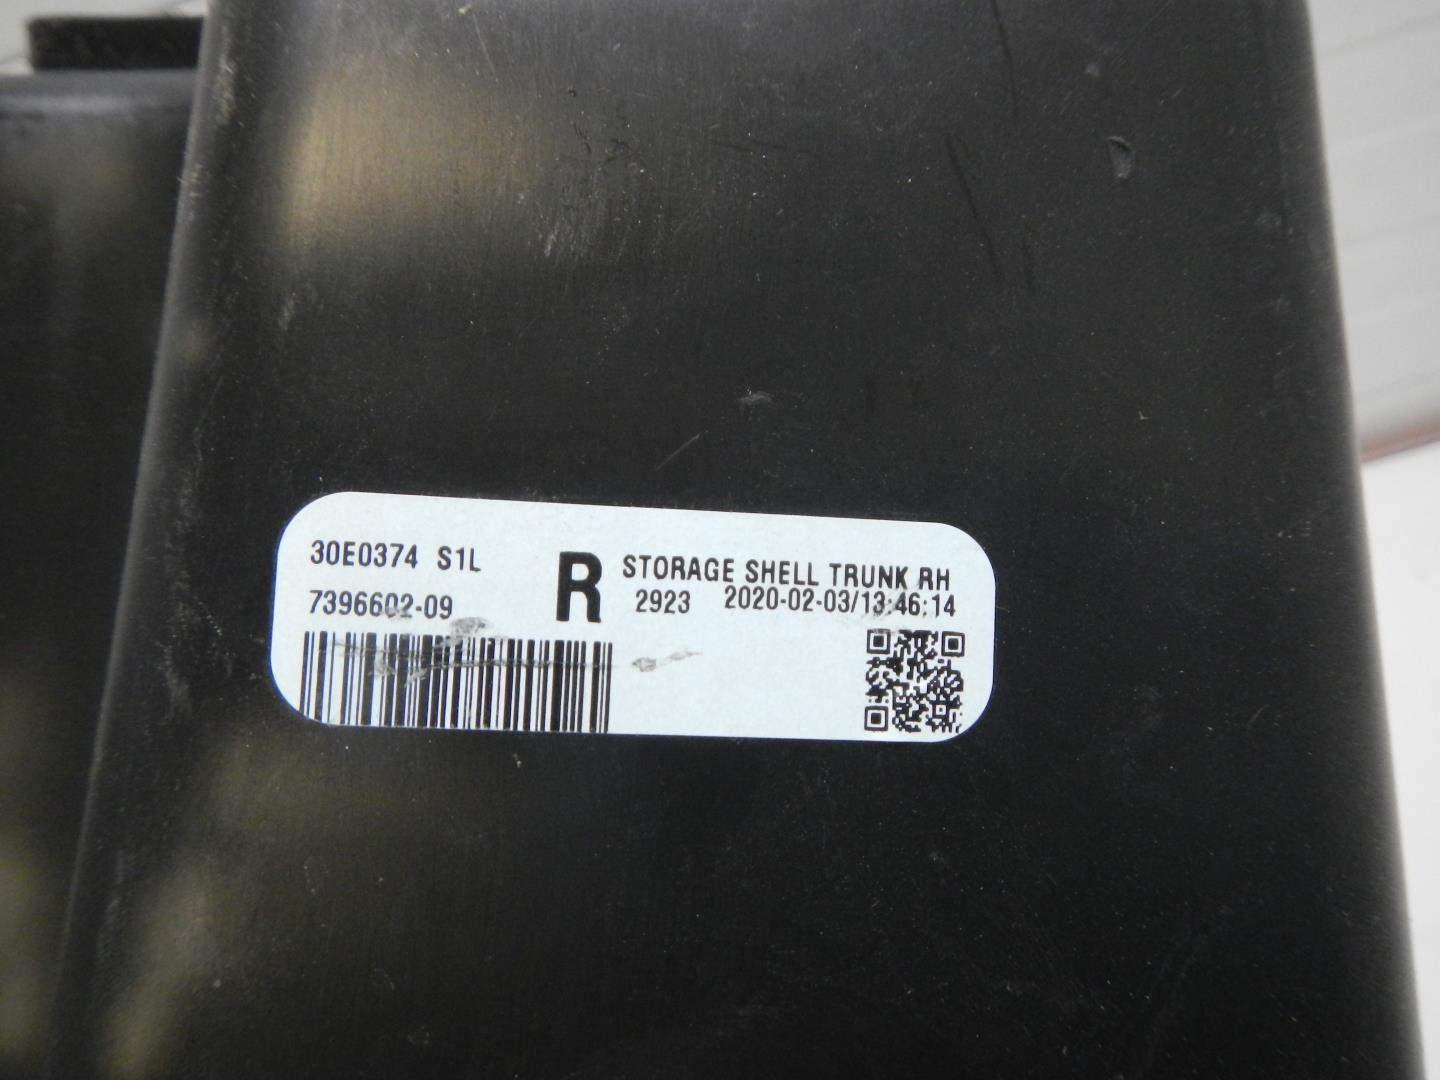 30E0374 S1L
7396602-09
R
STORAGE SHELL TRUNK RH
2923 2020-02-03/13:46:14